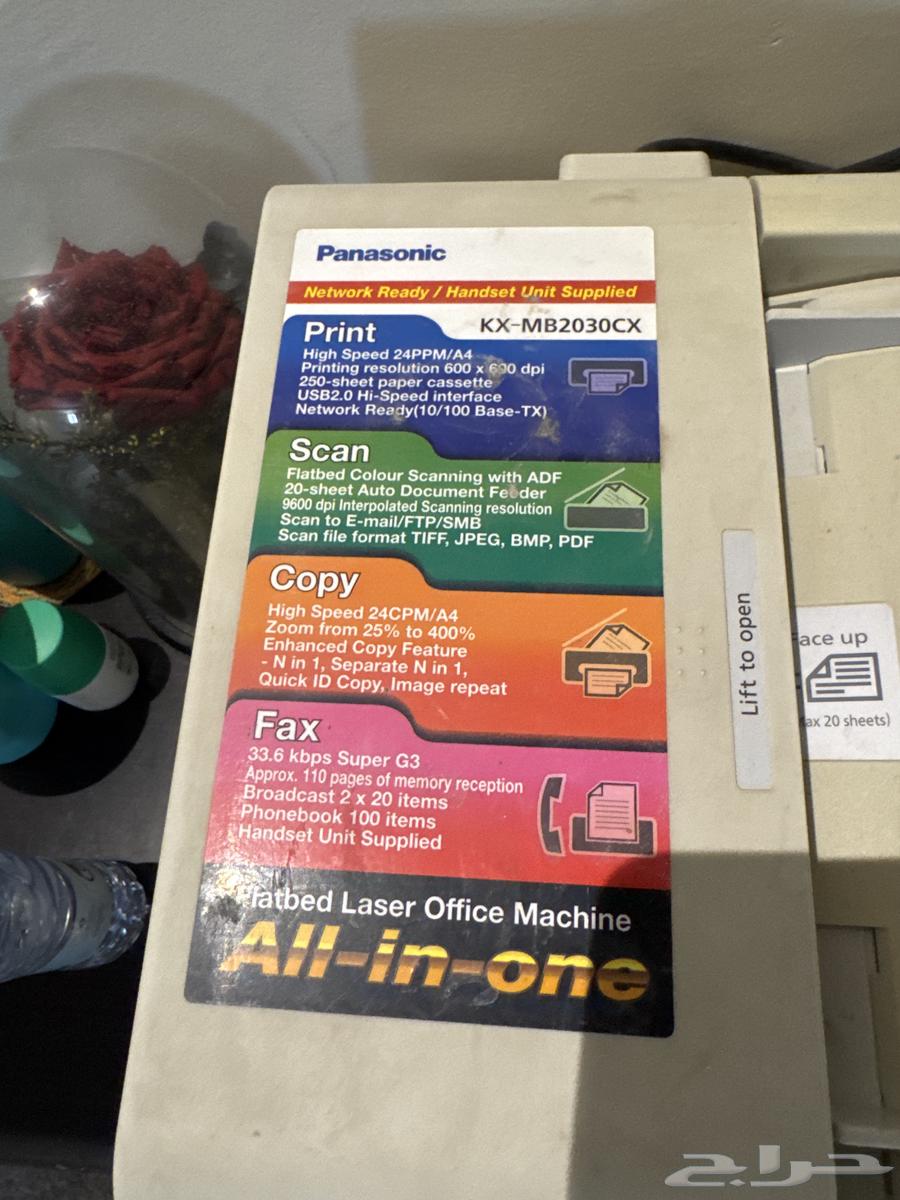 Panasonic
Network Ready / Handset Unit Supplied
KX-MB2030CX
Print
High Speed 24PPM/A4
Printing resolution 600 x 600 dpi
250-sheet paper cassette
USB2.0 Hi-Speed interface
Network Ready(10/100 Base-TX)
Scan
Flatbed Colour Scanning with ADF
20-sheet Auto Document Feeder
9600 dpi Interpolated Scanning resolution
Scan to E-mail/FTP/SMB
Scan file format TIFF, JPEG, BMP, PDF
Copy
High Speed 24CPM/A4
Zoom from 25% to 400%
Enhanced Copy Feature
- N in 1, Separate N in 1,
Quick ID Copy, Image repeat
Fax
33.6 kbps Super G3
Approx. 110 pages of memory reception
Broadcast 2 x 20 items
Phonebook 100 items
Handset Unit Supplied
Flatbed Laser Office Machine
All-in-one
Lift to open
ace up
ax 20 sheets)
حراج